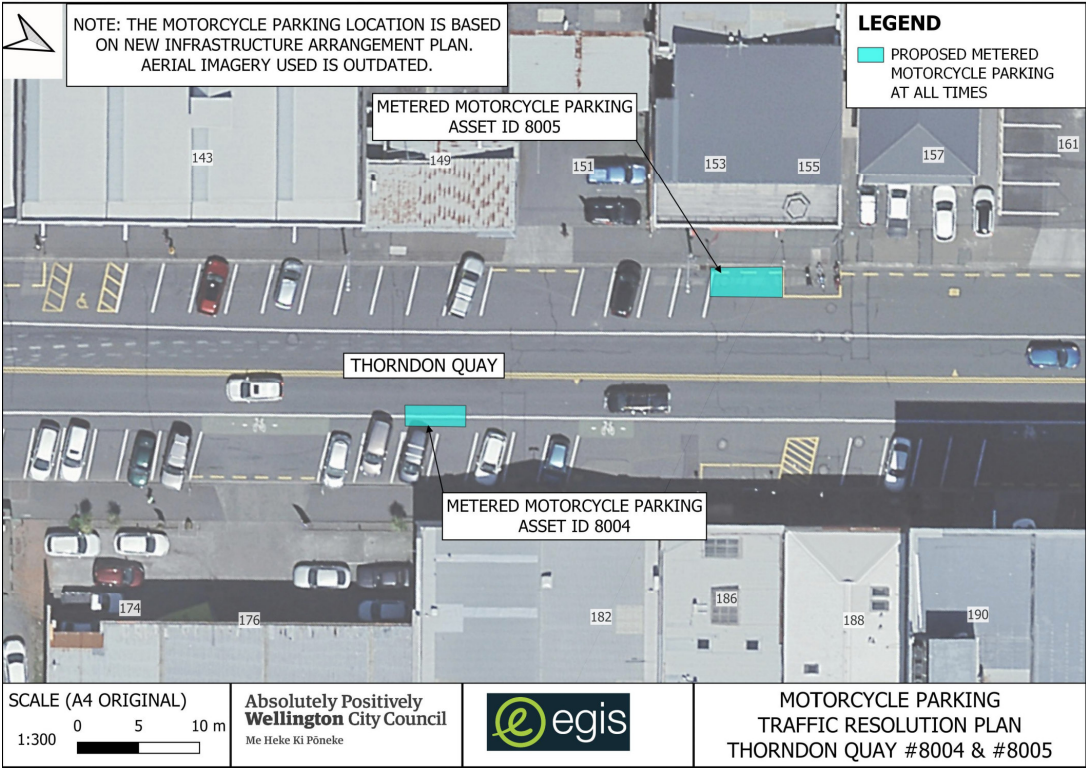 NOTE: THE MOTORCYCLE PARKING LOCATION IS BASED
ON NEW INFRASTRUCTURE ARRANGEMENT PLAN.
AERIAL IMAGERY USED IS OUTDATED.
LEGEND
PROPOSED METERED
MOTORCYCLE PARKING
AT ALL TIMES
METERED MOTORCYCLE PARKING
ASSET ID 8005
143
149
151
153
155
157
161
THORNDON QUAY
METERED MOTORCYCLE PARKING
ASSET ID 8004
174
176
182
186
188
190
SCALE (A4 ORIGINAL)
0 5 10 m
1:300
Absolutely Positively
Wellington City Council
Me Heke Ki Pōneke
egis
MOTORCYCLE PARKING
TRAFFIC RESOLUTION PLAN
THORNDON QUAY #8004 & #8005